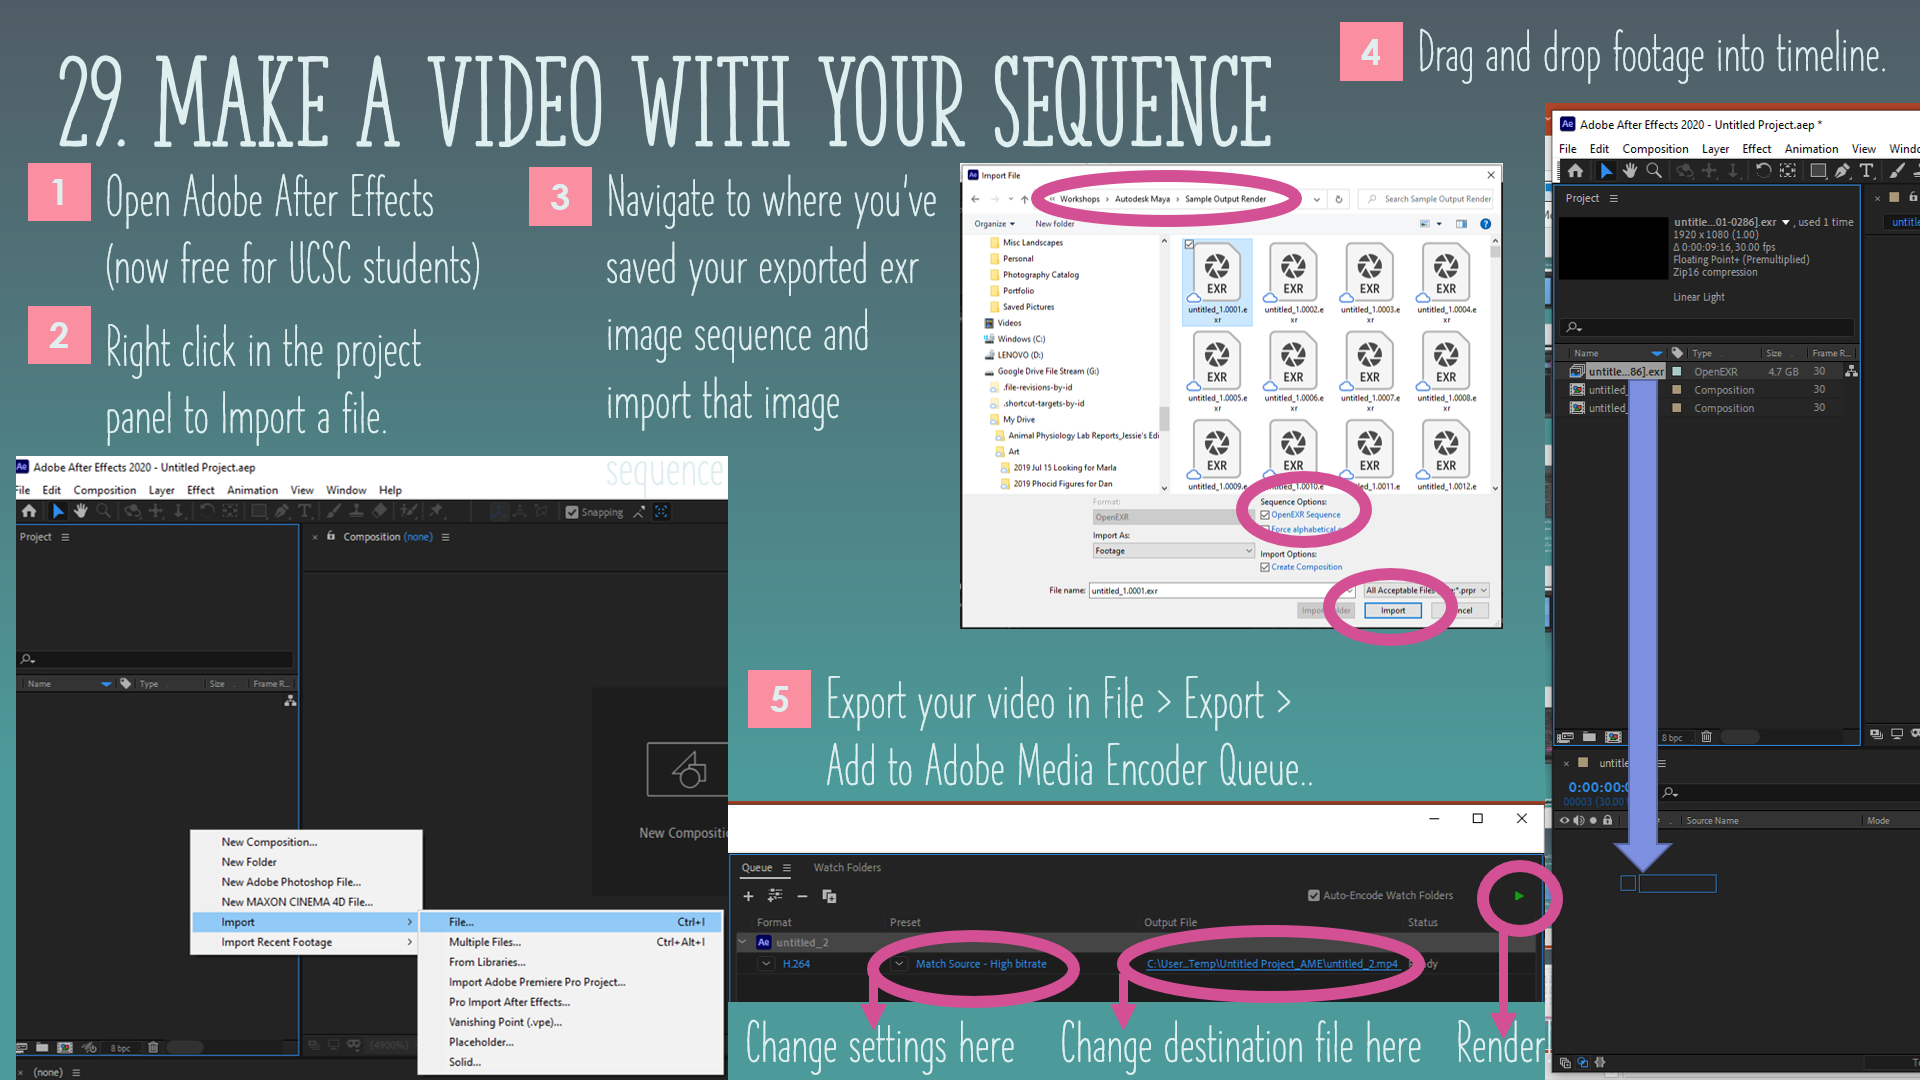 29. MAKE A VIDEO WITH YOUR SEQUENCE
1
Open Adobe After Effects
(now free for UCSC students)
2
Right click in the project
panel to Import a file.
3
Navigate to where you've
saved your exported exr
image sequence and
import that image
sequence
4
Drag and drop footage into timeline.
5
Export your video in File > Export >
Add to Adobe Media Encoder Queue..
Adobe After Effects 2020 - Untitled Project.aep
File Edit Composition Layer Effect Animation View Window Help
Snapping
Project
Composition (none)
Name Type Size Frame R...
New Compositi
New Composition...
New Folder
New Adobe Photoshop File...
New MAXON CINEMA 4D File...
Import
Import Recent Footage
File... Ctrl+I
Multiple Files... Ctrl+Alt+I
From Libraries...
Import Adobe Premiere Pro Project...
Pro Import After Effects...
Vanishing Point (.vpe)...
Placeholder...
Solid...
8 bpc
(4900%)
(none)
Import File
« Workshops > Autodesk Maya > Sample Output Render
Search Sample Output Render
Organize New folder
Misc Landscapes
Personal
Photography Catalog
Portfolio
Saved Pictures
Videos
Windows (C:)
LENOVO (D:)
Google Drive File Stream (G:)
.file-revisions-by-id
.shortcut-targets-by-id
My Drive
Animal Physiology Lab Reports_Jessie's Edi
Art
2019 Jul 15 Looking for Marla
2019 Phocid Figures for Dan
EXR EXR EXR EXR
untitled_1.0001.e
xr
untitled_1.0002.e
xr
untitled_1.0003.e
xr
untitled_1.0004.e
xr
EXR EXR EXR EXR
untitled_1.0005.e
xr
untitled_1.0006.e
xr
untitled_1.0007.e
xr
untitled_1.0008.e
xr
EXR EXR EXR EXR
untitled_1.0009.e
untitled_1.0010.e
untitled_1.0011.e
untitled_1.0012.e
Format:
OpenEXR
Import As:
Footage
Sequence Options:
OpenEXR Sequence
Force alphabetical
Import Options:
Create Composition
File name: untitled_1.0001.exr
All Acceptable Files *.prpr
Import Cancel
Queue Watch Folders
Auto-Encode Watch Folders
Format Preset Output File Status
Ae untitled_2
H.264 Match Source - High bitrate C:\User...Temp\Untitled Project_AME\untitled_2.mp4
Change settings here
Change destination file here
Render
Adobe After Effects 2020 - Untitled Project.aep *
File Edit Composition Layer Effect Animation View Windo
Project
untitle...01-0286].exr , used 1 time
1920 x 1080 (1.00)
Δ 0:00:09:16, 30.00 fps
Floating Point+ (Premultiplied)
Zip16 compression
Linear Light
untitl
Name Type Size Frame R...
untitle...86].exr OpenEXR 4.7 GB 30
untitled Composition 30
untitled Composition 30
8 bpc
untitle
0:00:00:0
00003 (30.00
Source Name Mode